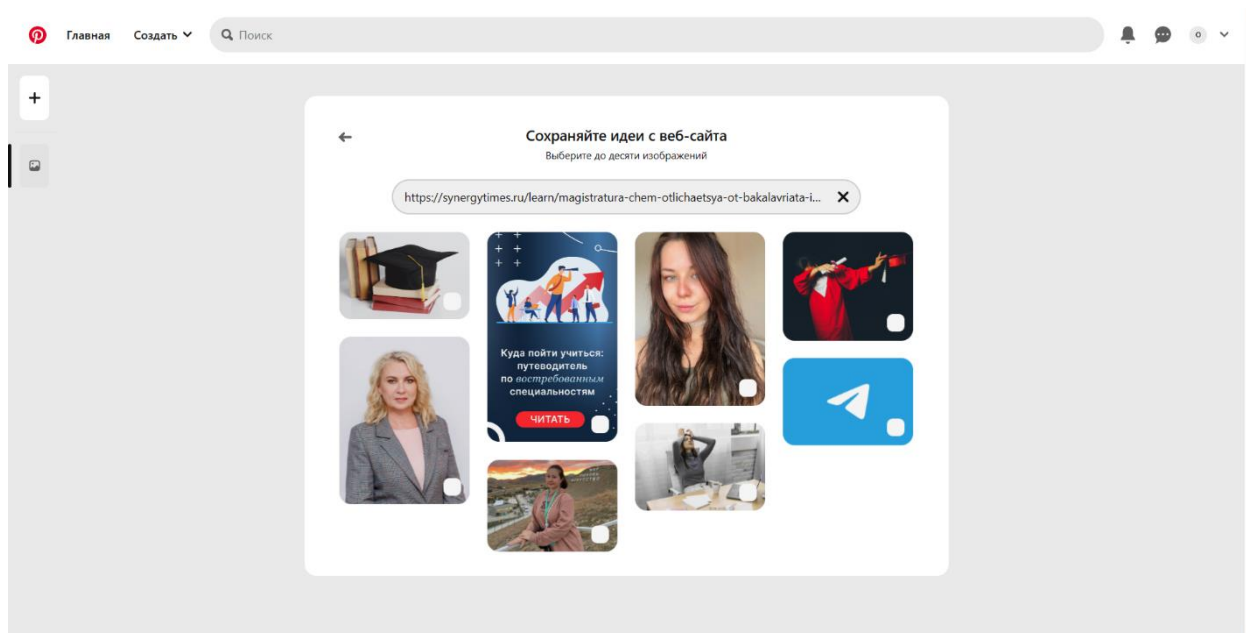 Главная Создать Поиск
Сохраняйте идеи с веб-сайта
Выберите до десяти изображений
https://synergytimes.ru/learn/magistratura-chem-otlichaetsya-ot-bakalavriata-i...
Куда пойти учиться:
путеводитель
по востребованным
специальностям
ЧИТАТЬ